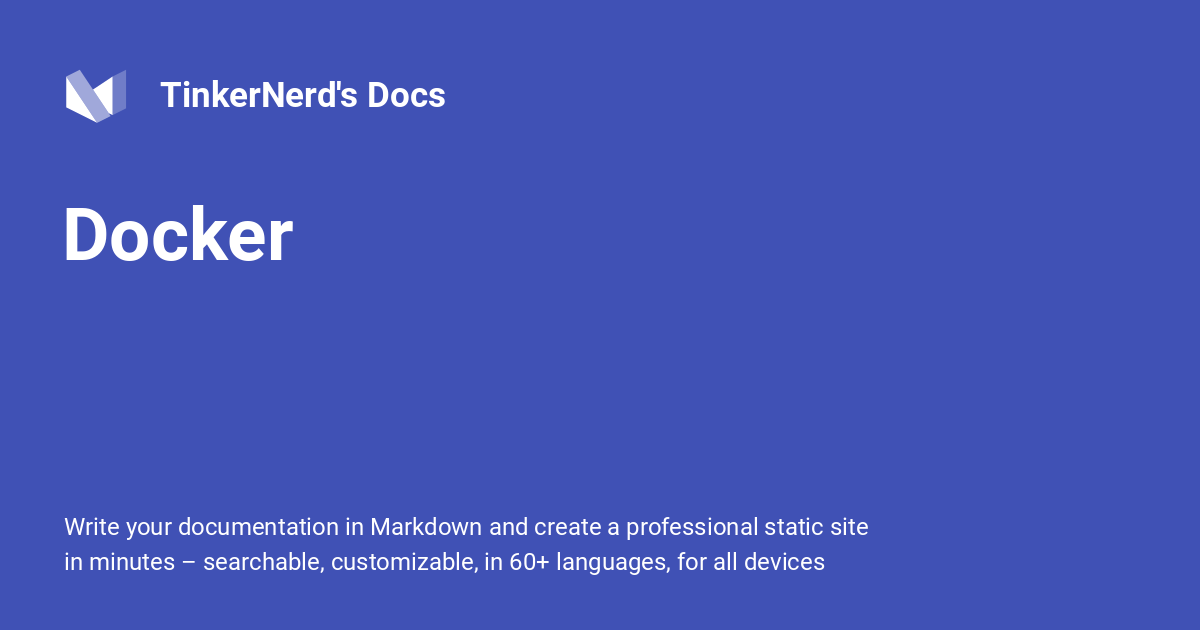 TinkerNerd's Docs
Docker
Write your documentation in Markdown and create a professional static site
in minutes – searchable, customizable, in 60+ languages, for all devices